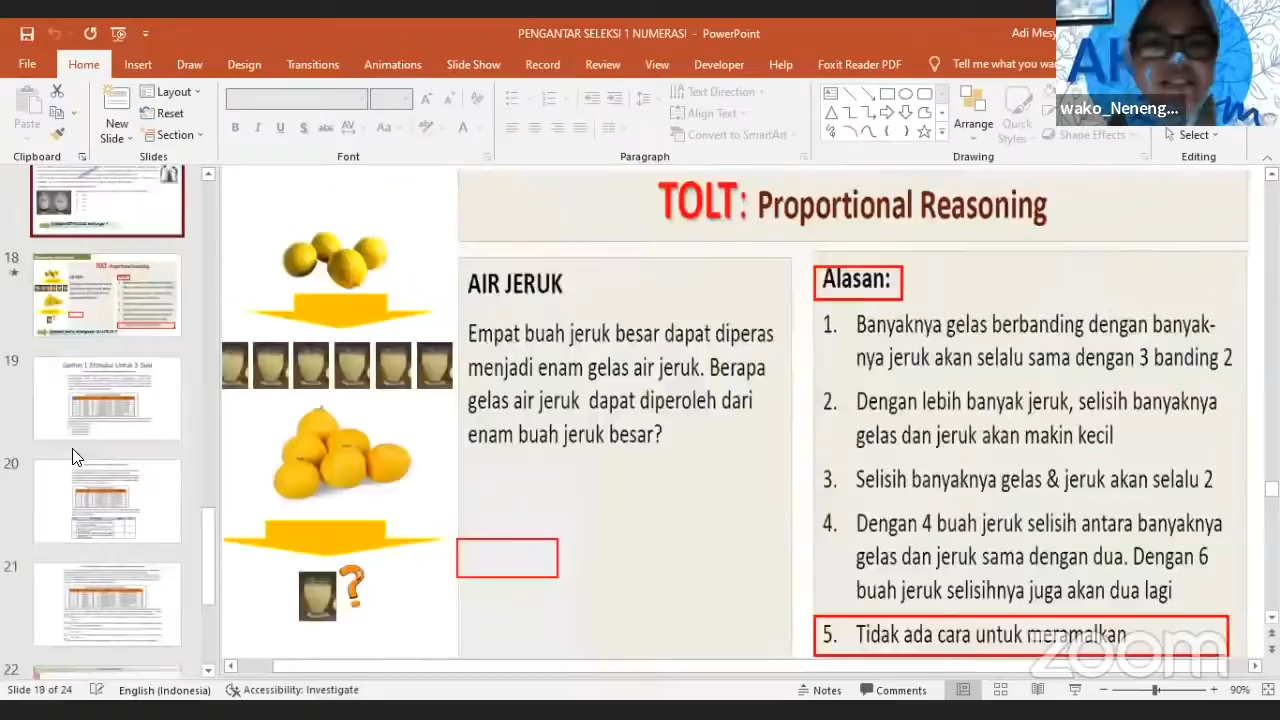 PENGANTAR SELEKSI 1 NUMERASI - PowerPoint
Adi Mesy
File Home Insert Draw Design Transitions Animations Slide Show Record Review View Developer Help Foxit Reader PDF Tell me what you wa
wako_Neneng...
Paste
New Slide
Layout
Reset
Section
B I U S abc AV Aa A
Text Direction
Align Text
Convert to SmartArt
Arrange
Quick Styles
Shape Effects
Select
Clipboard Slides Font Paragraph Drawing Editing
18
TOLT: Proportional Reasoning
19
20
21
22
TOLT: Proportional Reasoning
AIR JERUK
Empat buah jeruk besar dapat diperas
menjadi enam gelas air jeruk. Berapa
gelas air jeruk dapat diperoleh dari
enam buah jeruk besar?
?
Alasan:
1. Banyaknya gelas berbanding dengan banyak-
nya jeruk akan selalu sama dengan 3 banding 2
2. Dengan lebih banyak jeruk, selisih banyaknya
gelas dan jeruk akan makin kecil
3. Selisih banyaknya gelas & jeruk akan selalu 2
4. Dengan 4 buah jeruk selisih antara banyaknya
gelas dan jeruk sama dengan dua. Dengan 6
buah jeruk selisihnya juga akan dua lagi
5. Tidak ada cara untuk meramalkan
zoom
Slide 19 of 24 English (Indonesia) Accessibility: Investigate Notes Comments 90%